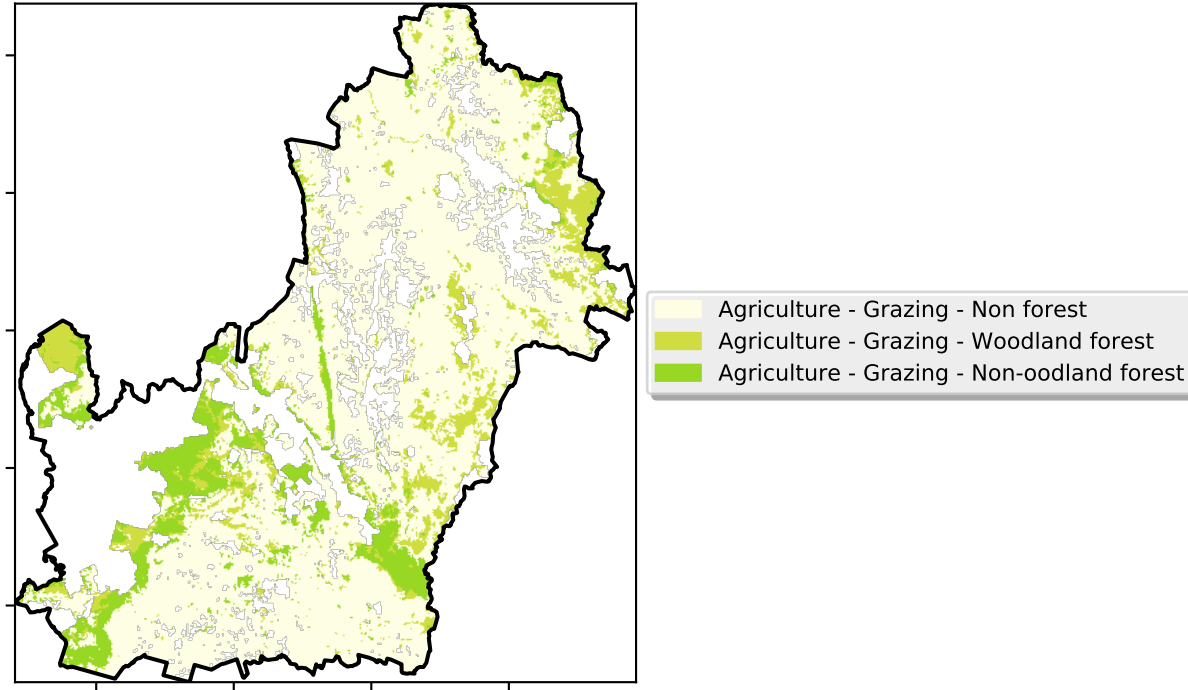 Agriculture - Grazing - Non forest
Agriculture - Grazing - Woodland forest
Agriculture - Grazing - Non-oodland forest